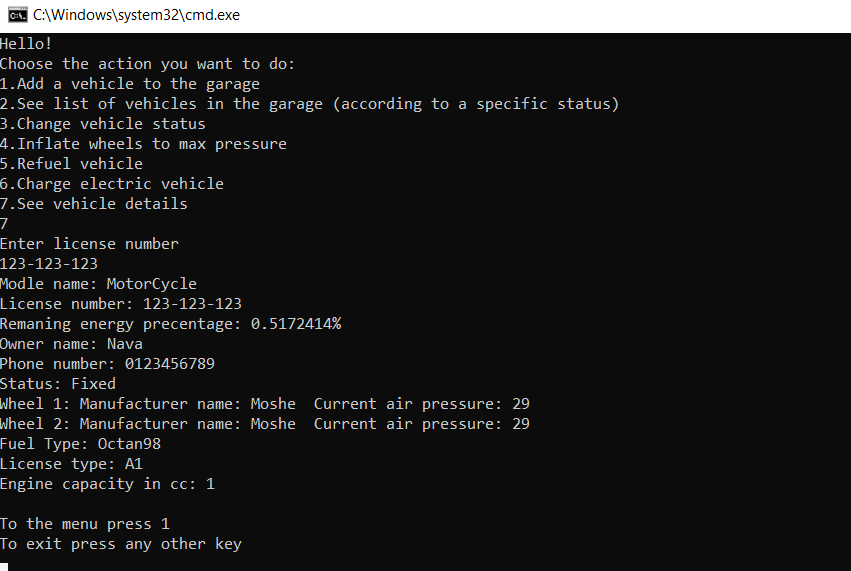 C:\Windows\system32\cmd.exe
Hello!
Choose the action you want to do:
1.Add a vehicle to the garage
2.See list of vehicles in the garage (according to a specific status)
3.Change vehicle status
4.Inflate wheels to max pressure
5.Refuel vehicle
6.Charge electric vehicle
7.See vehicle details
7
Enter license number
123-123-123
Modle name: MotorCycle
License number: 123-123-123
Remaning energy precentage: 0.5172414%
Owner name: Nava
Phone number: 0123456789
Status: Fixed
Wheel 1: Manufacturer name: Moshe  Current air pressure: 29
Wheel 2: Manufacturer name: Moshe  Current air pressure: 29
Fuel Type: Octan98
License type: A1
Engine capacity in cc: 1
To the menu press 1
To exit press any other key